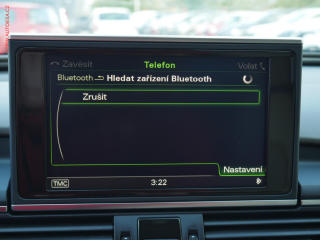 Zavěsit Telefon Volat
Bluetooth Hledat zařízení Bluetooth
Zrušit
Nastavení
TMC 3:22